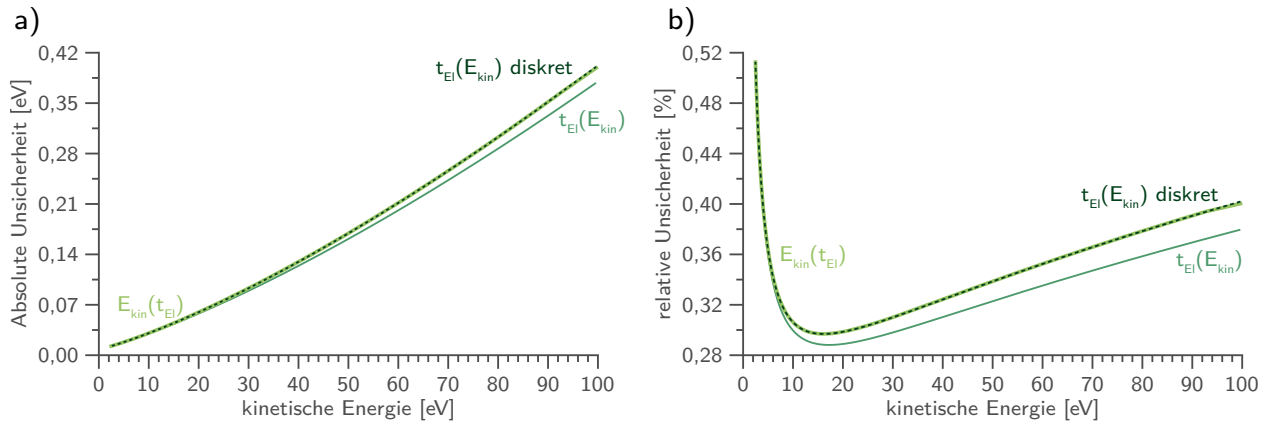 a)
Absolute Unsicherheit [eV]
0,42
0,35
0,28
0,21
0,14
0,07
0,00
t_El(E_kin) diskret
t_El(E_kin)
E_kin(t_El)
0 10 20 30 40 50 60 70 80 90 100
kinetische Energie [eV]
b)
relative Unsicherheit [%]
0,52
0,48
0,44
0,40
0,36
0,32
0,28
t_El(E_kin) diskret
E_kin(t_El)
t_El(E_kin)
0 10 20 30 40 50 60 70 80 90 100
kinetische Energie [eV]